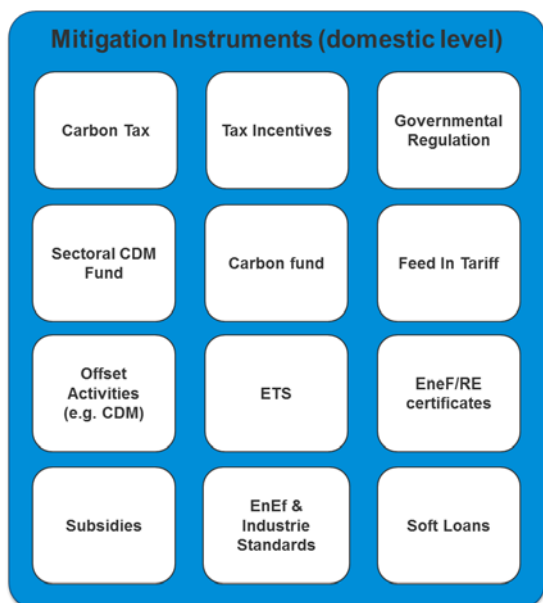 Mitigation Instruments (domestic level)
Carbon Tax
Tax Incentives
Governmental
Regulation
Sectoral CDM
Fund
Carbon fund
Feed In Tariff
Offset
Activities
(e.g. CDM)
ETS
EneF/RE
certificates
Subsidies
EnEf &
Industrie
Standards
Soft Loans